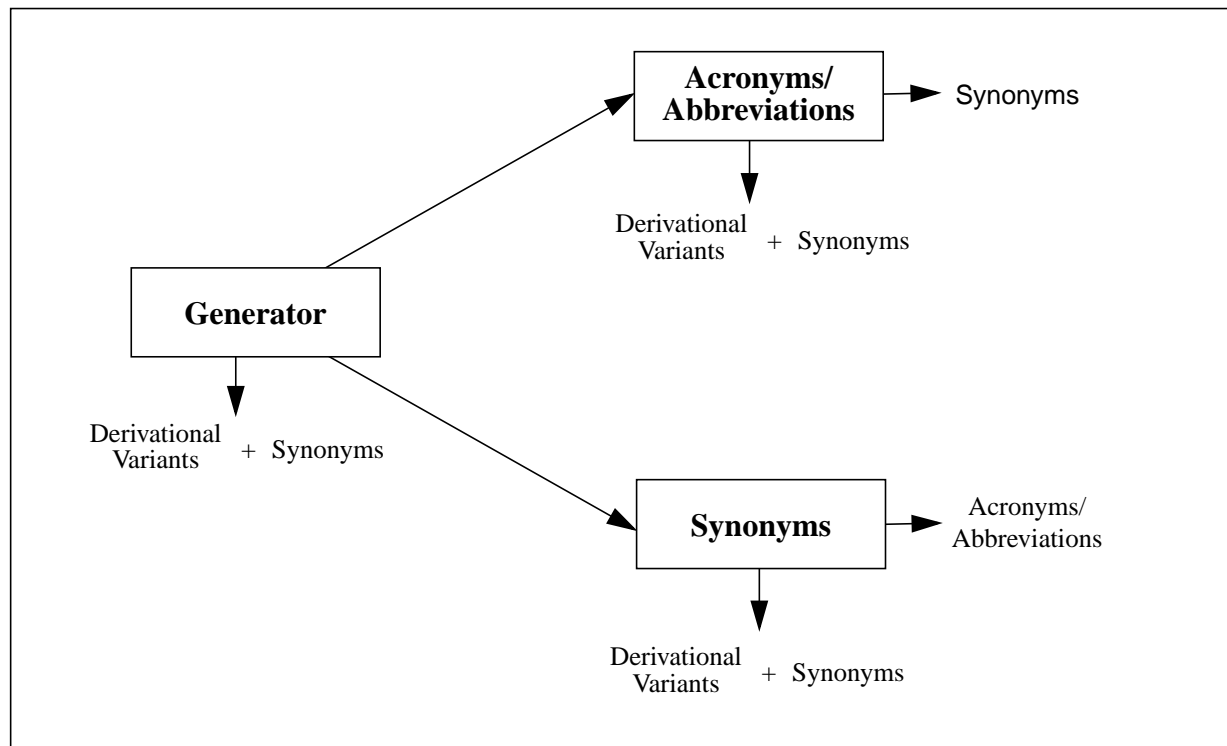 Acronyms/
Abbreviations
Synonyms
Derivational
Variants + Synonyms
Generator
Derivational
Variants + Synonyms
Synonyms
Acronyms/
Abbreviations
Derivational
Variants + Synonyms